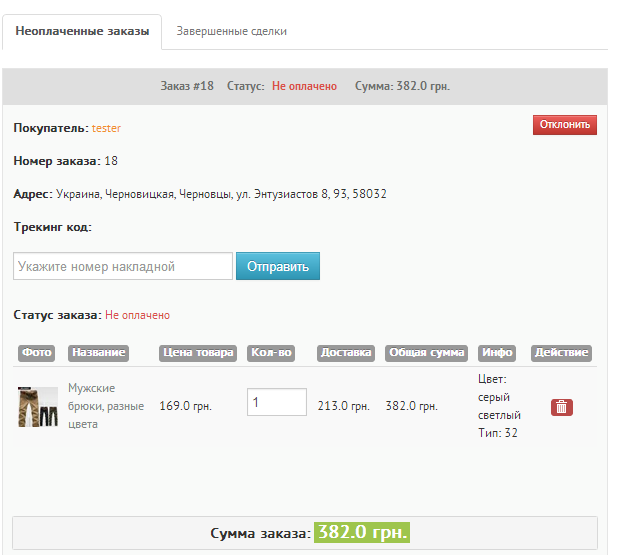 Неоплаченные заказы Завершенные сделки
Заказ #18 Статус: Не оплачено Сумма: 382.0 грн.
Покупатель: tester Отклонить
Номер заказа: 18
Адрес: Украина, Черновицкая, Черновцы, ул. Энтузиастов 8, 93, 58032
Трекинг код:
Укажите номер накладной Отправить
Статус заказа: Не оплачено
Фото Название Цена товара Кол-во Доставка Общая сумма Инфо Действие
Мужские брюки, разные цвета 169.0 грн. 1 213.0 грн. 382.0 грн. Цвет: серый светлый Тип: 32
Сумма заказа: 382.0 грн.